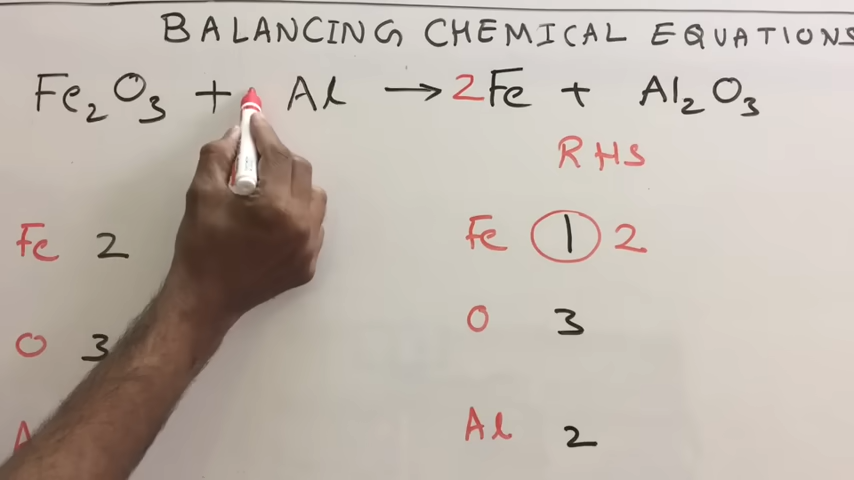 BALANCING CHEMICAL EQUATIONS
Fe₂O₃ + Al → 2Fe + Al₂O₃
RHS
Fe 2 Fe 1 2
O 3 O 3
A Al 2